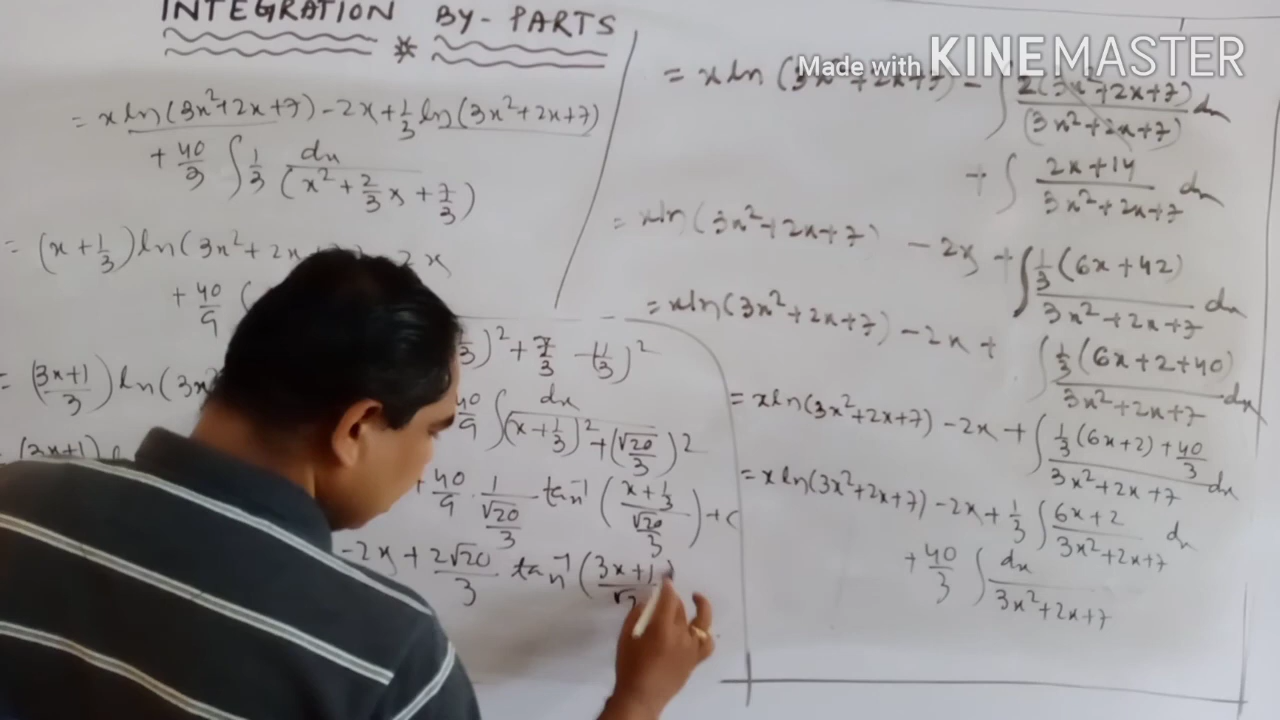 INTEGRATION BY-PARTS
= x ln(3x²+2x+7) - 2x + 1/3 ln(3x²+2x+7)
+ 40/3 ∫ 1/3 dx/(x² + 2/3 x + 7/3)
= (x + 1/3) ln(3x² + 2x 2x
+ 40/9 ∫
/3)² + 7/3 - (1/3)²
= (3x+1)/3 ln(3x²
40/9 ∫ dx/((x + 1/3)² + (√20/3)²)
(3x+1)
+ 40/9 · 1/(√20/3) tan⁻¹ ((x + 1/3)/(√20/3)) + C
- 2x + 2√20/3 tan⁻¹ ((3x+1)/√2
Made with KINEMASTER
= x ln (3x²+2x+7) - ∫ 2(3x²+2x+7)/(3x²+2x+7) dx
+ ∫ (2x+14)/(3x²+2x+7) dx
= x ln(3x²+2x+7) - 2x + ∫ 1/3 (6x+42)/(3x²+2x+7) dx
= x ln(3x²+2x+7) - 2x + ∫ 1/3 (6x+2+40)/(3x²+2x+7) dx
= x ln(3x²+2x+7) - 2x + ∫ (1/3 (6x+2) + 40/3)/(3x²+2x+7) dx
= x ln(3x²+2x+7) - 2x + 1/3 ∫ (6x+2)/(3x²+2x+7) dx
+ 40/3 ∫ dx/(3x²+2x+7)